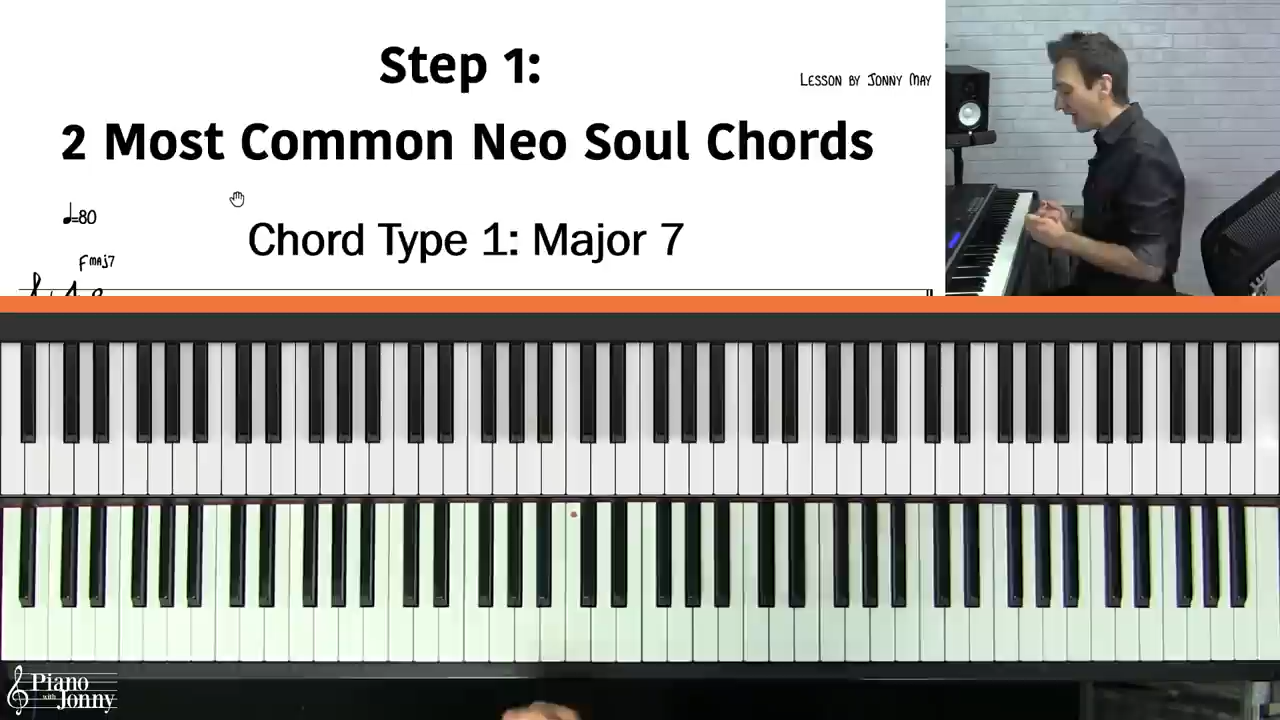 Step 1:
Lesson by Jonny May
2 Most Common Neo Soul Chords
♩=80
Chord Type 1: Major 7
Fmaj7
Piano
with
Jonny